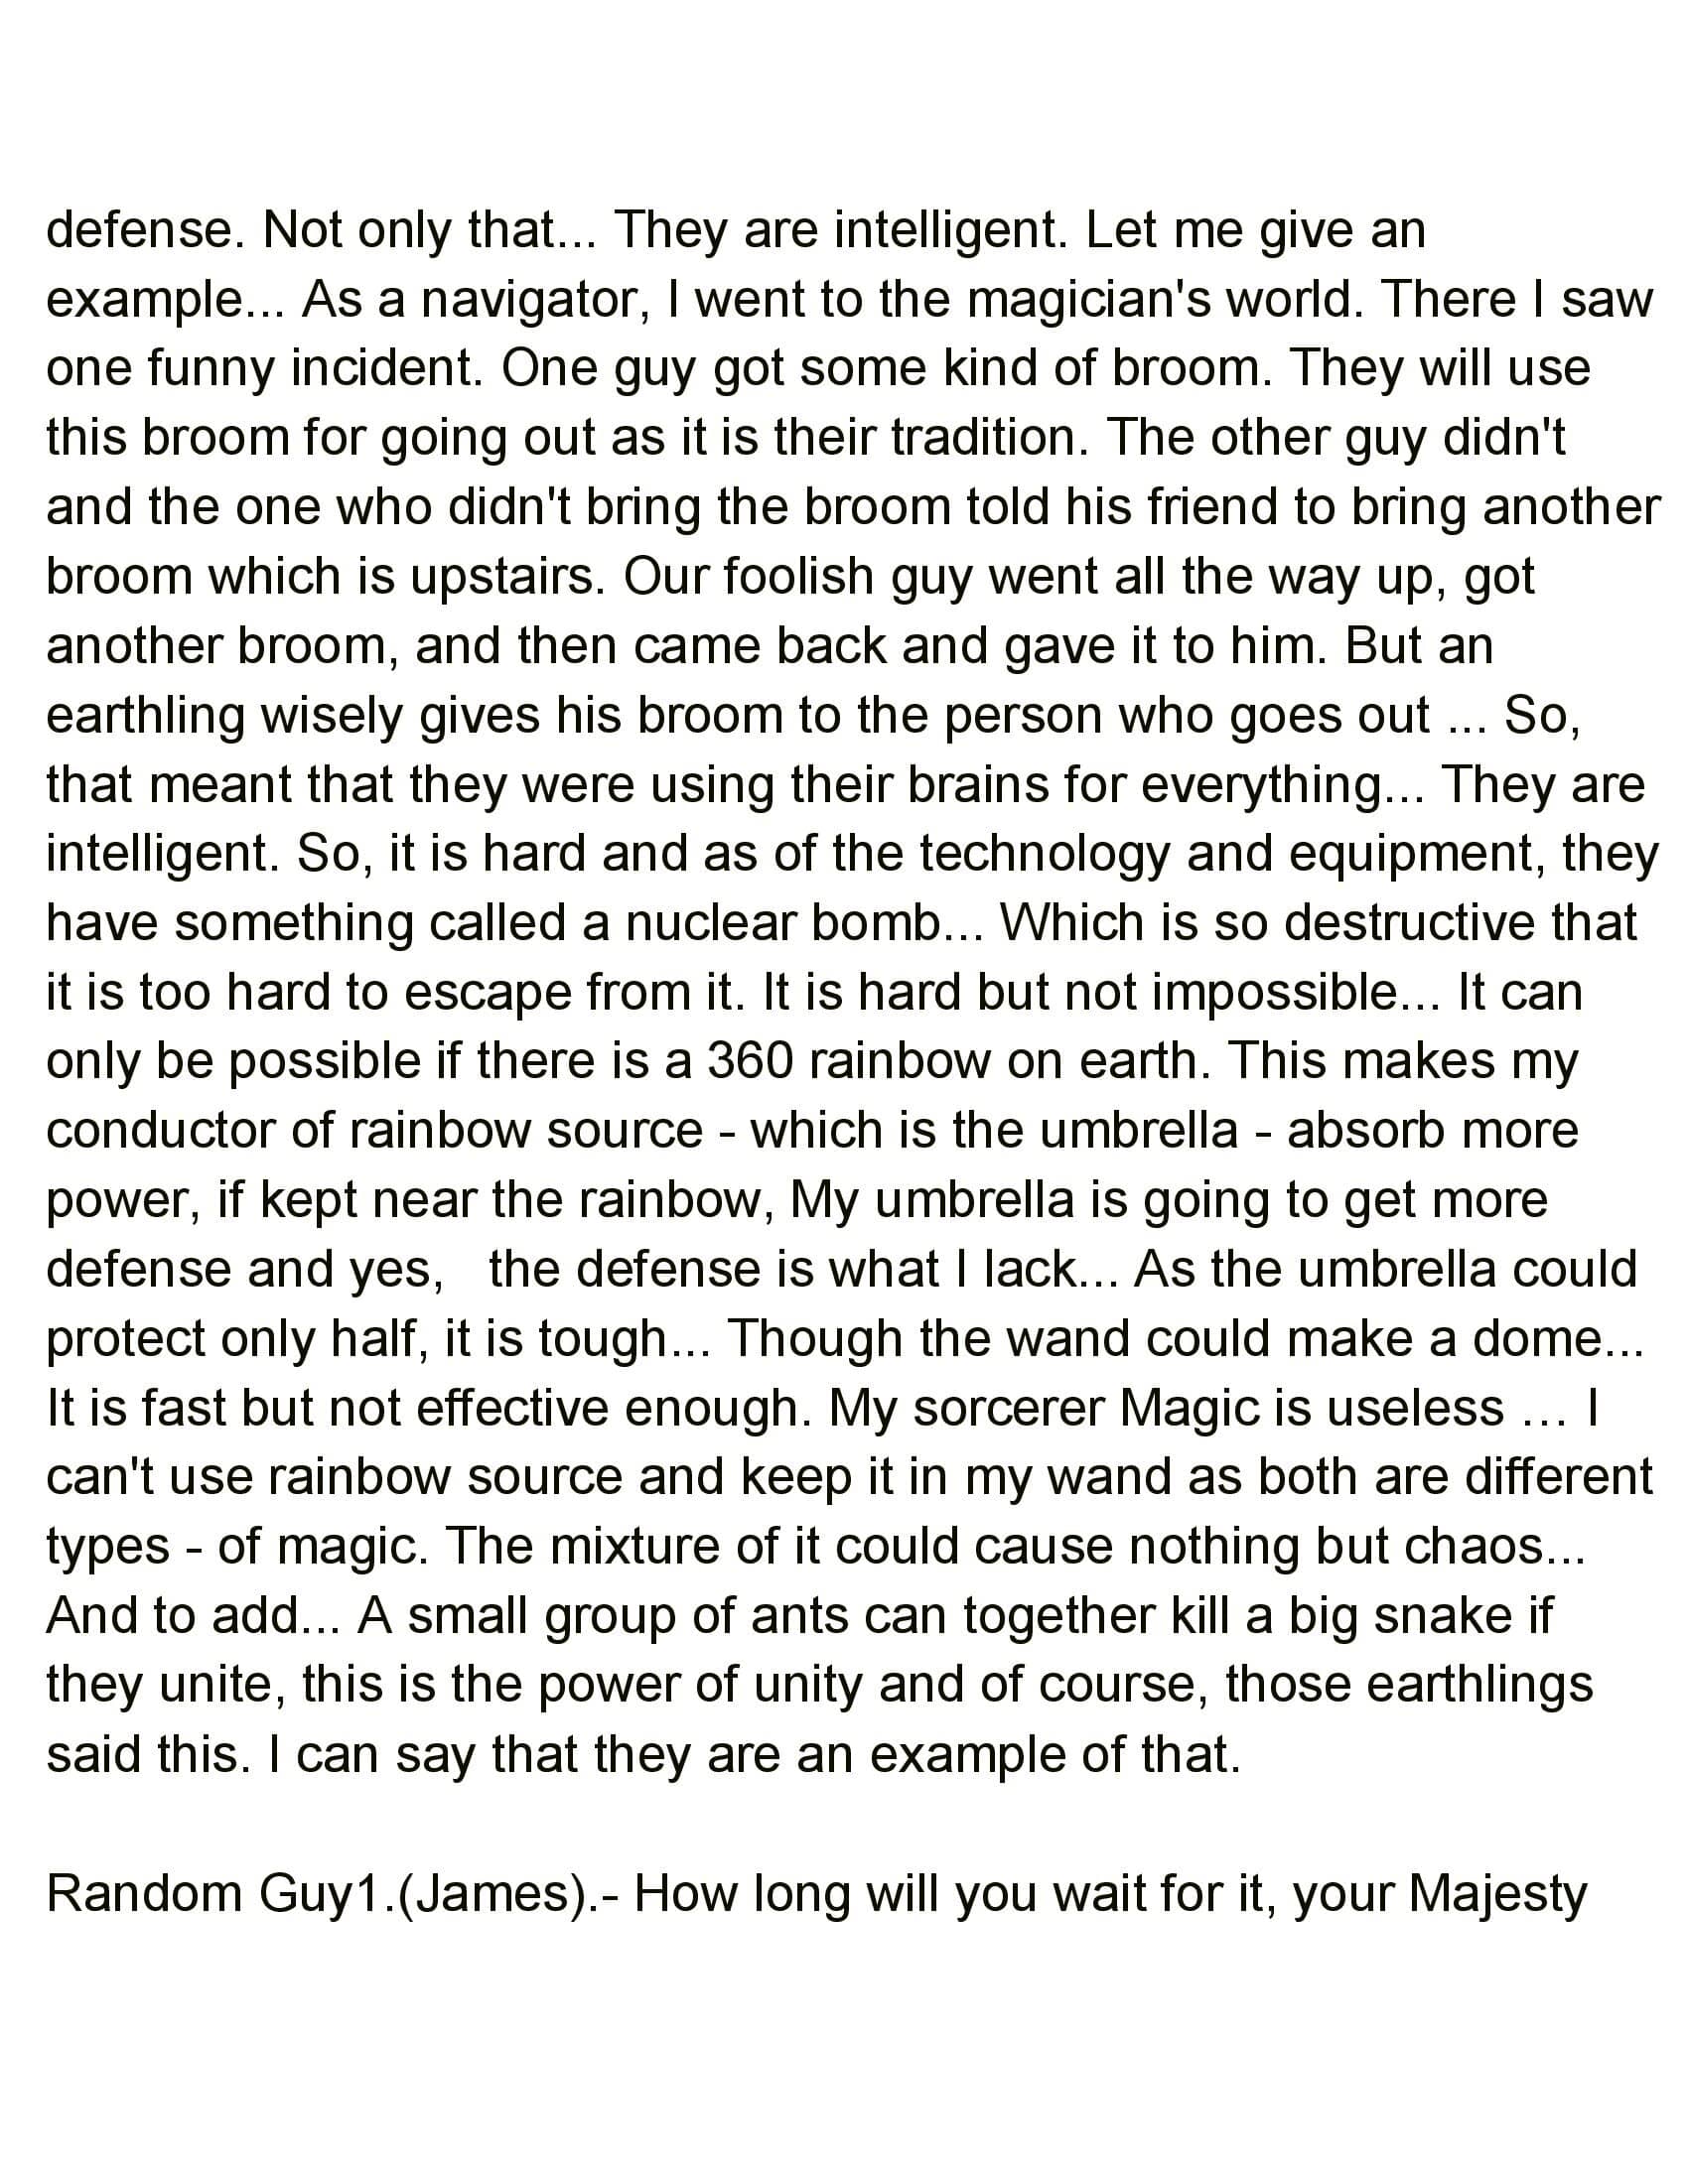 defense. Not only that... They are intelligent. Let me give an
example... As a navigator, I went to the magician's world. There I saw
one funny incident. One guy got some kind of broom. They will use
this broom for going out as it is their tradition. The other guy didn't
and the one who didn't bring the broom told his friend to bring another
broom which is upstairs. Our foolish guy went all the way up, got
another broom, and then came back and gave it to him. But an
earthling wisely gives his broom to the person who goes out ... So,
that meant that they were using their brains for everything... They are
intelligent. So, it is hard and as of the technology and equipment, they
have something called a nuclear bomb... Which is so destructive that
it is too hard to escape from it. It is hard but not impossible... It can
only be possible if there is a 360 rainbow on earth. This makes my
conductor of rainbow source - which is the umbrella - absorb more
power, if kept near the rainbow, My umbrella is going to get more
defense and yes,   the defense is what I lack... As the umbrella could
protect only half, it is tough... Though the wand could make a dome...
It is fast but not effective enough. My sorcerer Magic is useless … I
can't use rainbow source and keep it in my wand as both are different
types - of magic. The mixture of it could cause nothing but chaos...
And to add... A small group of ants can together kill a big snake if
they unite, this is the power of unity and of course, those earthlings
said this. I can say that they are an example of that.
Random Guy1.(James).- How long will you wait for it, your Majesty